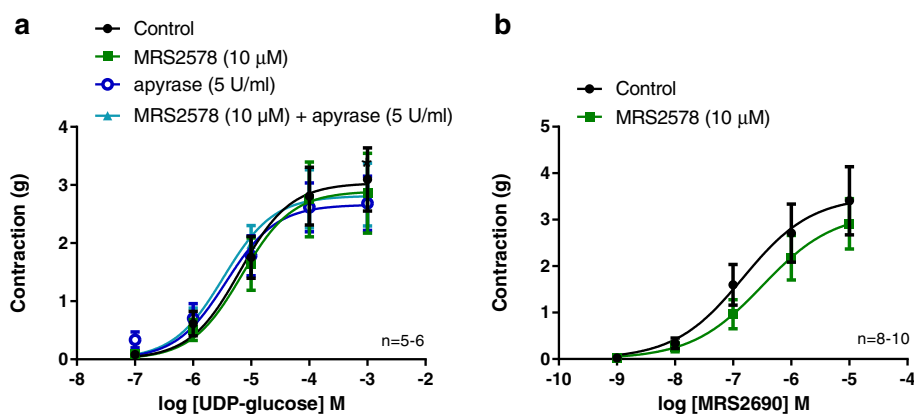 a
Control
MRS2578 (10 μM)
apyrase (5 U/ml)
MRS2578 (10 μM) + apyrase (5 U/ml)
4
3
2
1
0
Contraction (g)
-8 -7 -6 -5 -4 -3 -2
log [UDP-glucose] M
n=5-6
b
Control
MRS2578 (10 μM)
5
4
3
2
1
0
Contraction (g)
-10 -9 -8 -7 -6 -5 -4
log [MRS2690] M
n=8-10